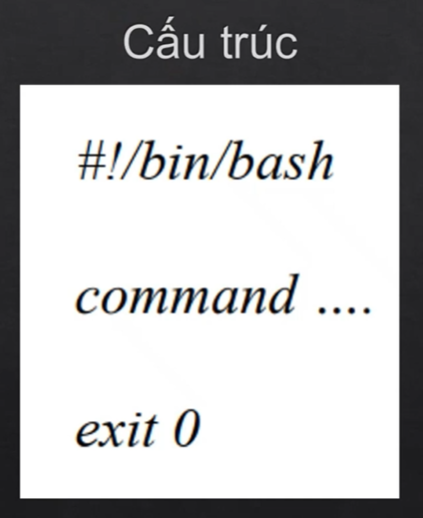 Cấu trúc
#!/bin/bash
command ....
exit 0